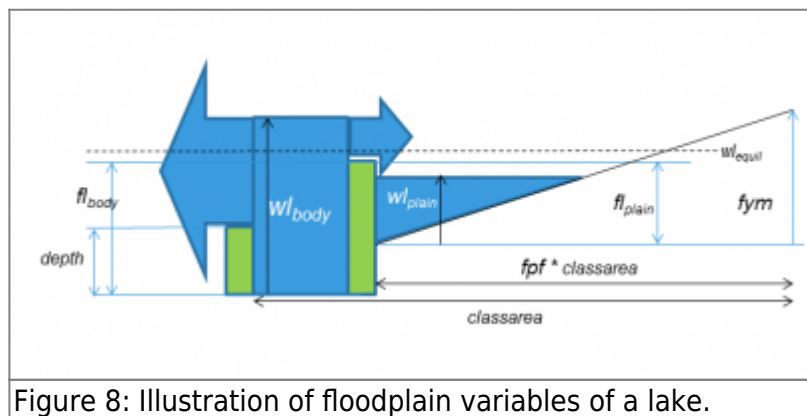 wl_equil
fl_body
wl_body
wl_plain
fl_plain
fym
depth
fpf * classarea
classarea
Figure 8: Illustration of floodplain variables of a lake.